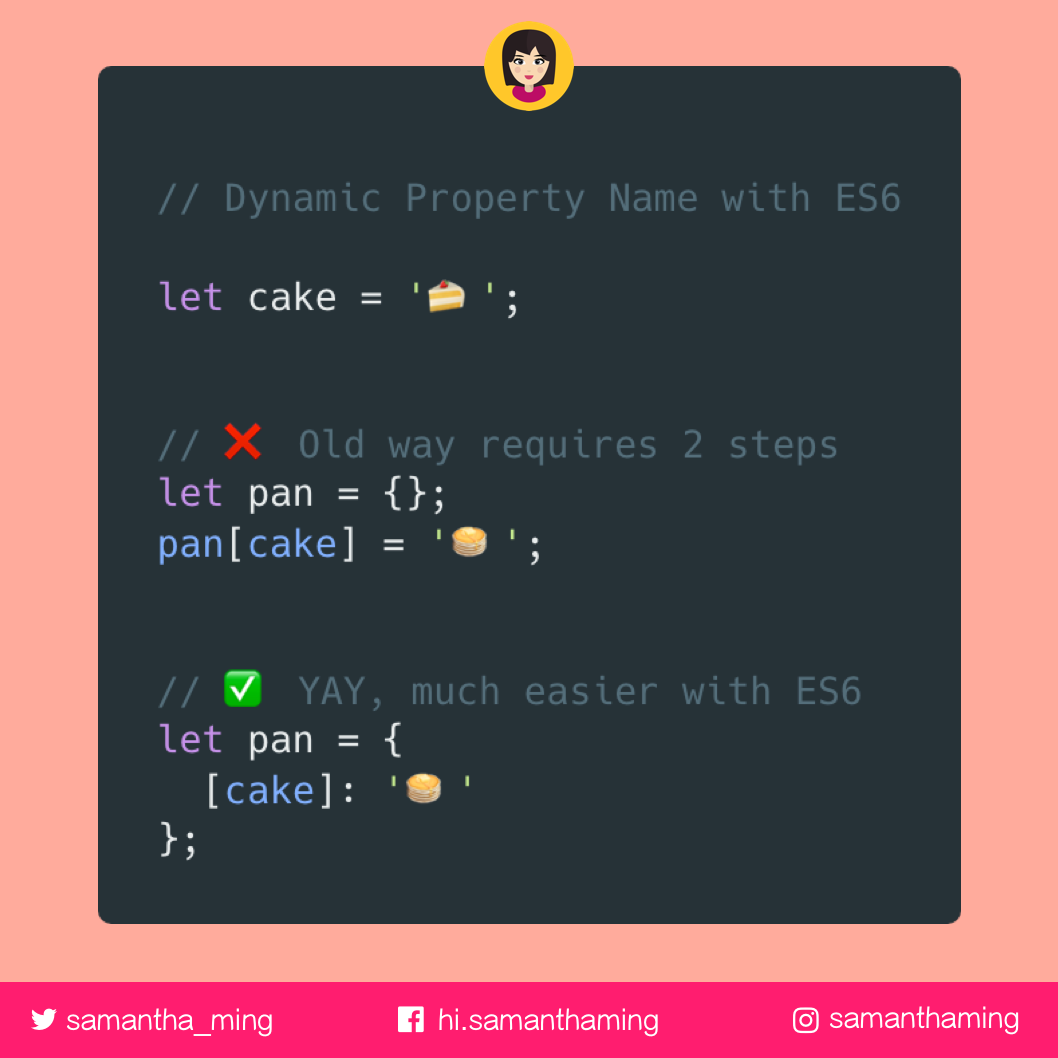 // Dynamic Property Name with ES6
let cake = '🍰 ';
// ❌ Old way requires 2 steps
let pan = {};
pan[cake] = '🥞 ';
// ✅ YAY, much easier with ES6
let pan = {
  [cake]: '🥞 '
};
samantha_ming
hi.samanthaming
samanthaming